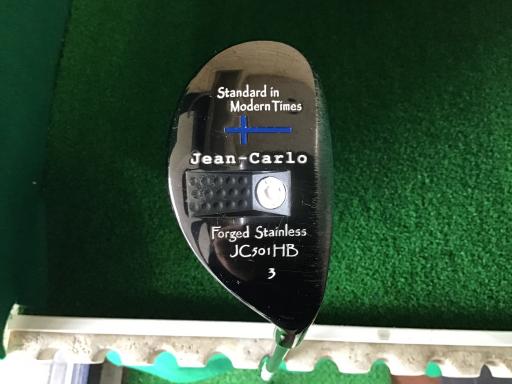 Standard in
Modern Times
Jean-Carlo
Forged Stainless
JC501HB
3